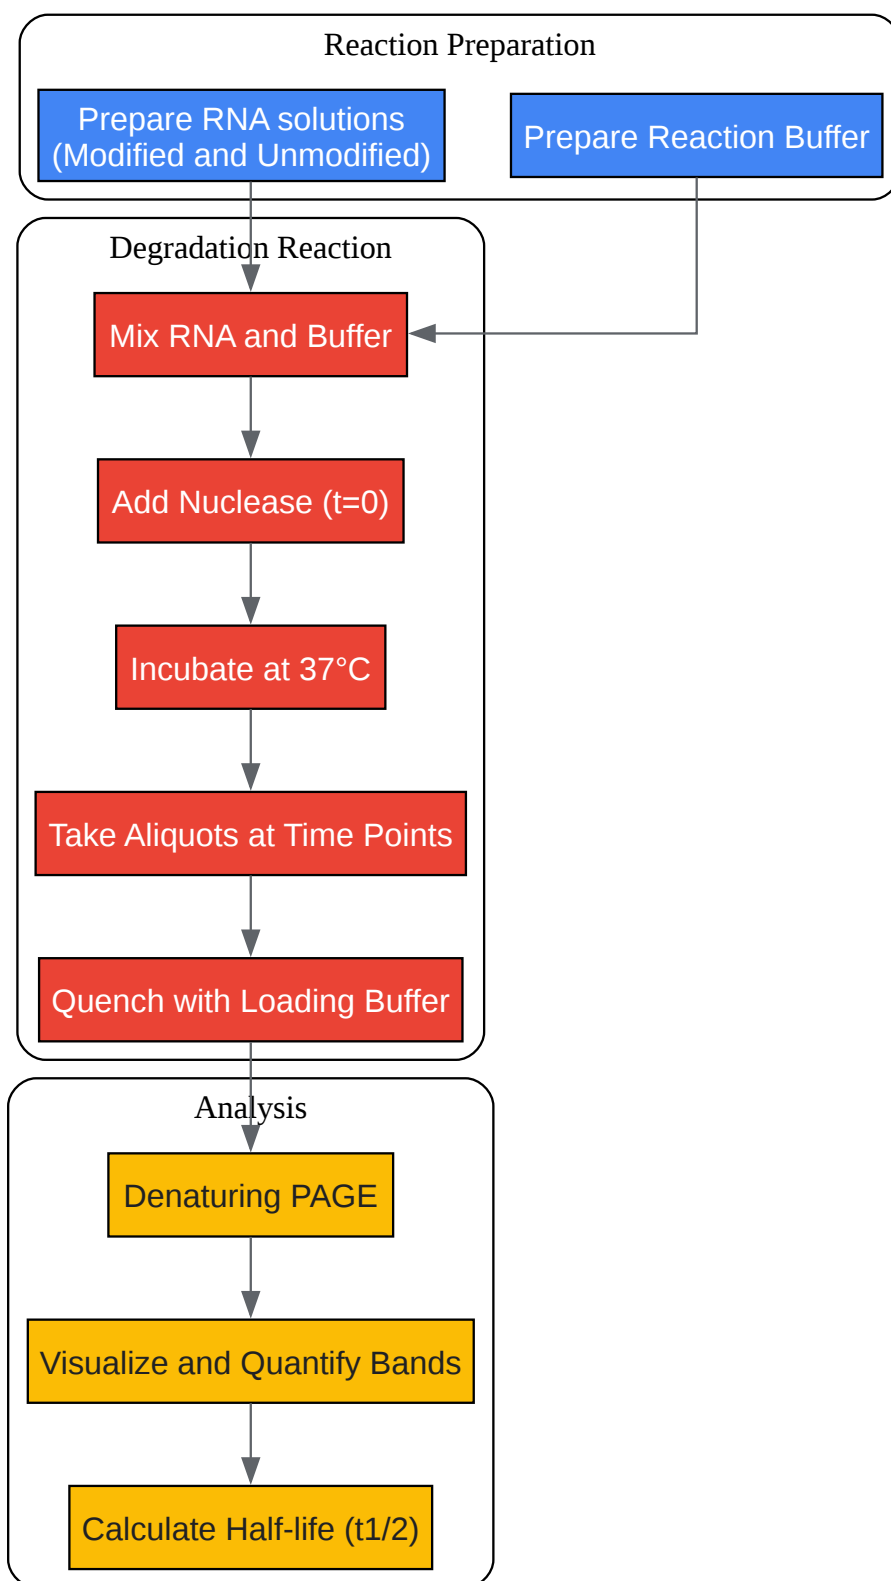 Reaction Preparation
Prepare RNA solutions
(Modified and Unmodified)
Prepare Reaction Buffer
Degradation Reaction
Mix RNA and Buffer
Add Nuclease (t=0)
Incubate at 37°C
Take Aliquots at Time Points
Quench with Loading Buffer
Analysis
Denaturing PAGE
Visualize and Quantify Bands
Calculate Half-life (t1/2)